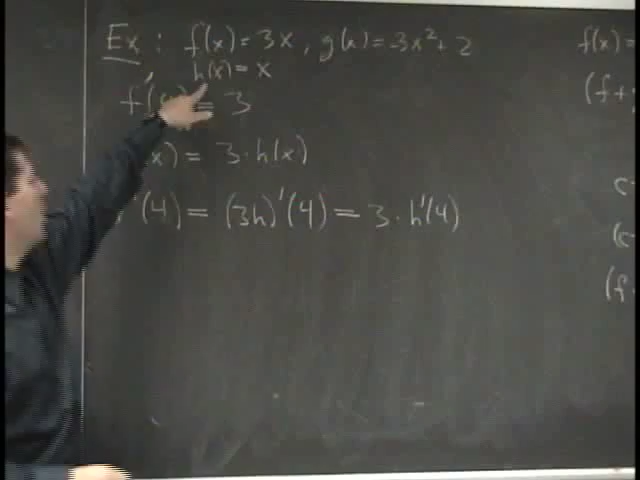 Ex : f(x) = 3x , g(x) = 3x² + 2
h(x) = x
f'( = 3
x) = 3 · h(x)
'(4) = (3h)'(4) = 3 · h'(4)
f(x) =
(f +
c
(c
(f